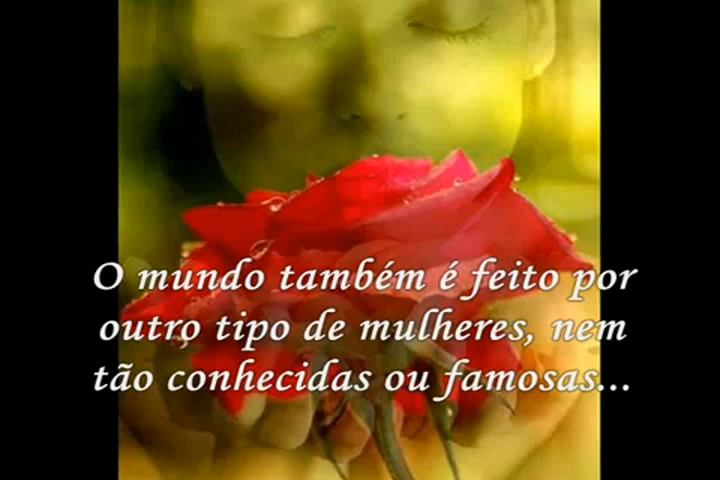 O mundo também é feito por
outro tipo de mulheres, nem
tão conhecidas ou famosas...